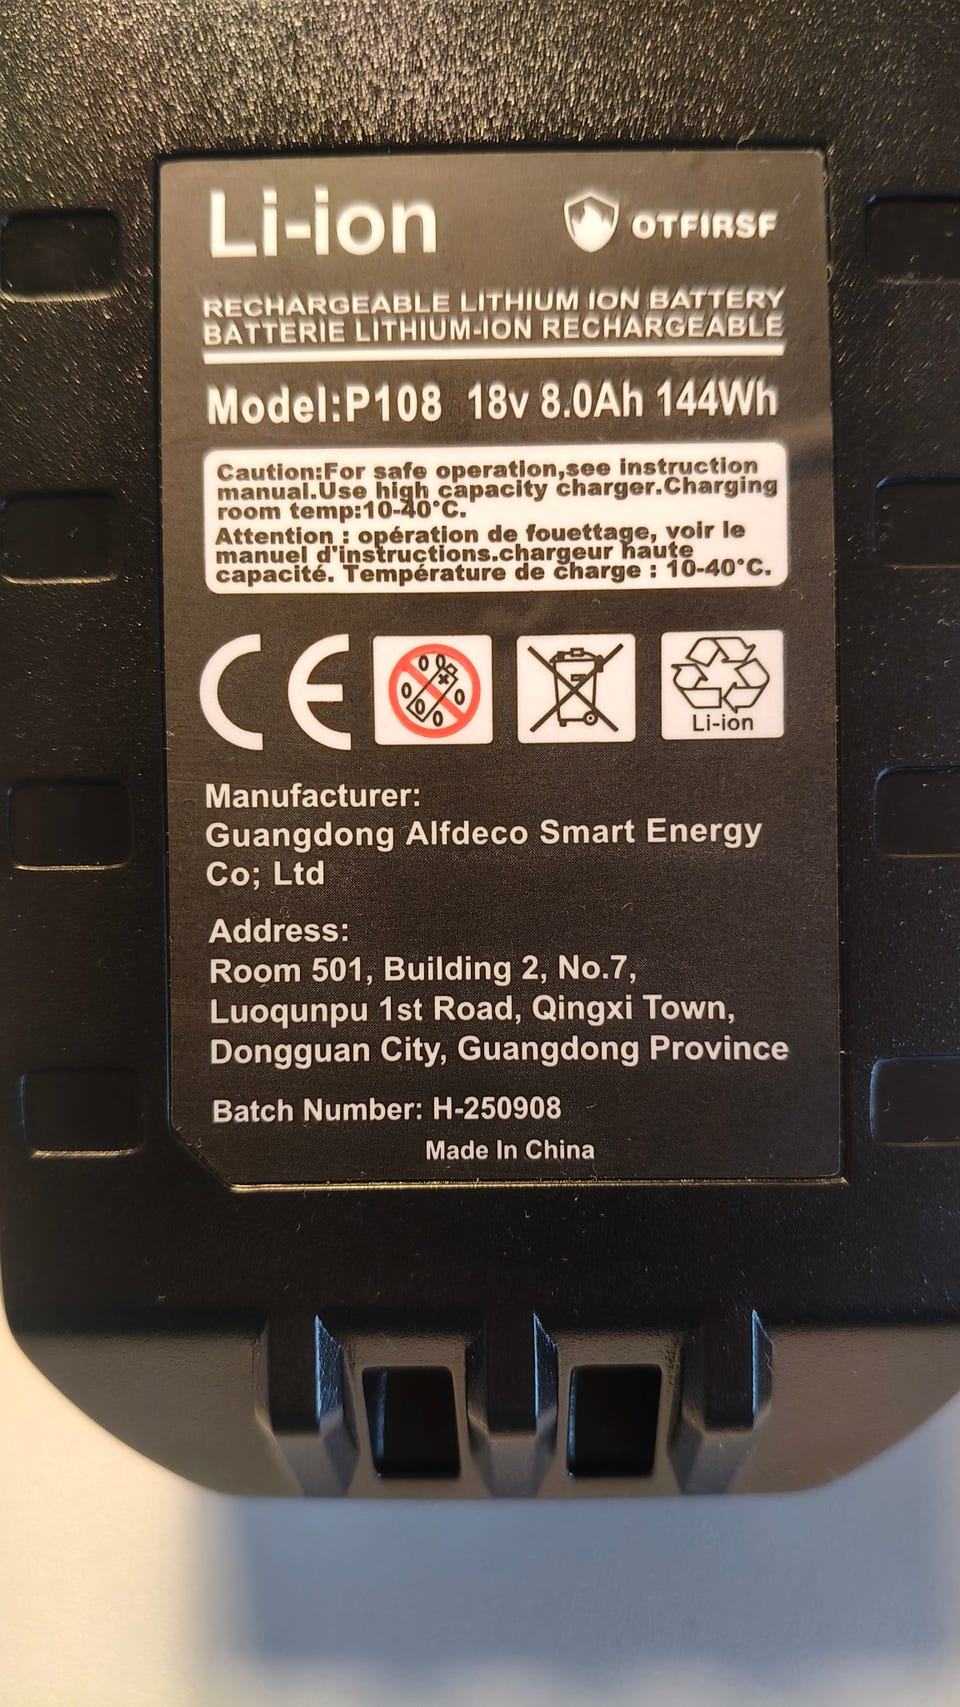 Li-ion
OTFIRSF
RECHARGEABLE LITHIUM ION BATTERY
BATTERIE LITHIUM-ION RECHARGEABLE
Model:P108 18v 8.0Ah 144Wh
Caution:For safe operation,see instruction
manual.Use high capacity charger.Charging
room temp:10-40°C.
Attention : opération de fouettage, voir le
manuel d'instructions.chargeur haute
capacité. Température de charge : 10-40°C.
CE
Li-ion
Manufacturer:
Guangdong Alfdeco Smart Energy
Co; Ltd
Address:
Room 501, Building 2, No.7,
Luoqunpu 1st Road, Qingxi Town,
Dongguan City, Guangdong Province
Batch Number: H-250908
Made In China